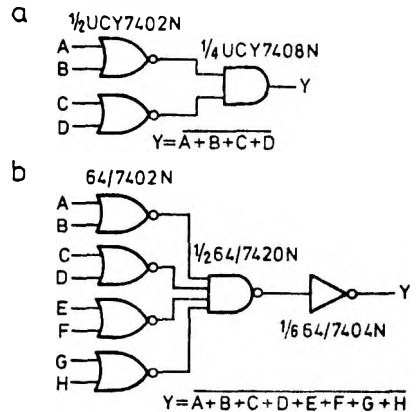 a
½UCY7402N
A
B
¼UCY7408N
Y
C
D
Y=A̅+̅B̅+̅C̅+̅D̅
b
64/7402N
A
B
C
D
½64/7420N
Y
E
F
⅙64/7404N
G
H
Y=A̅+̅B̅+̅C̅+̅D̅+̅E̅+̅F̅+̅G̅+̅H̅